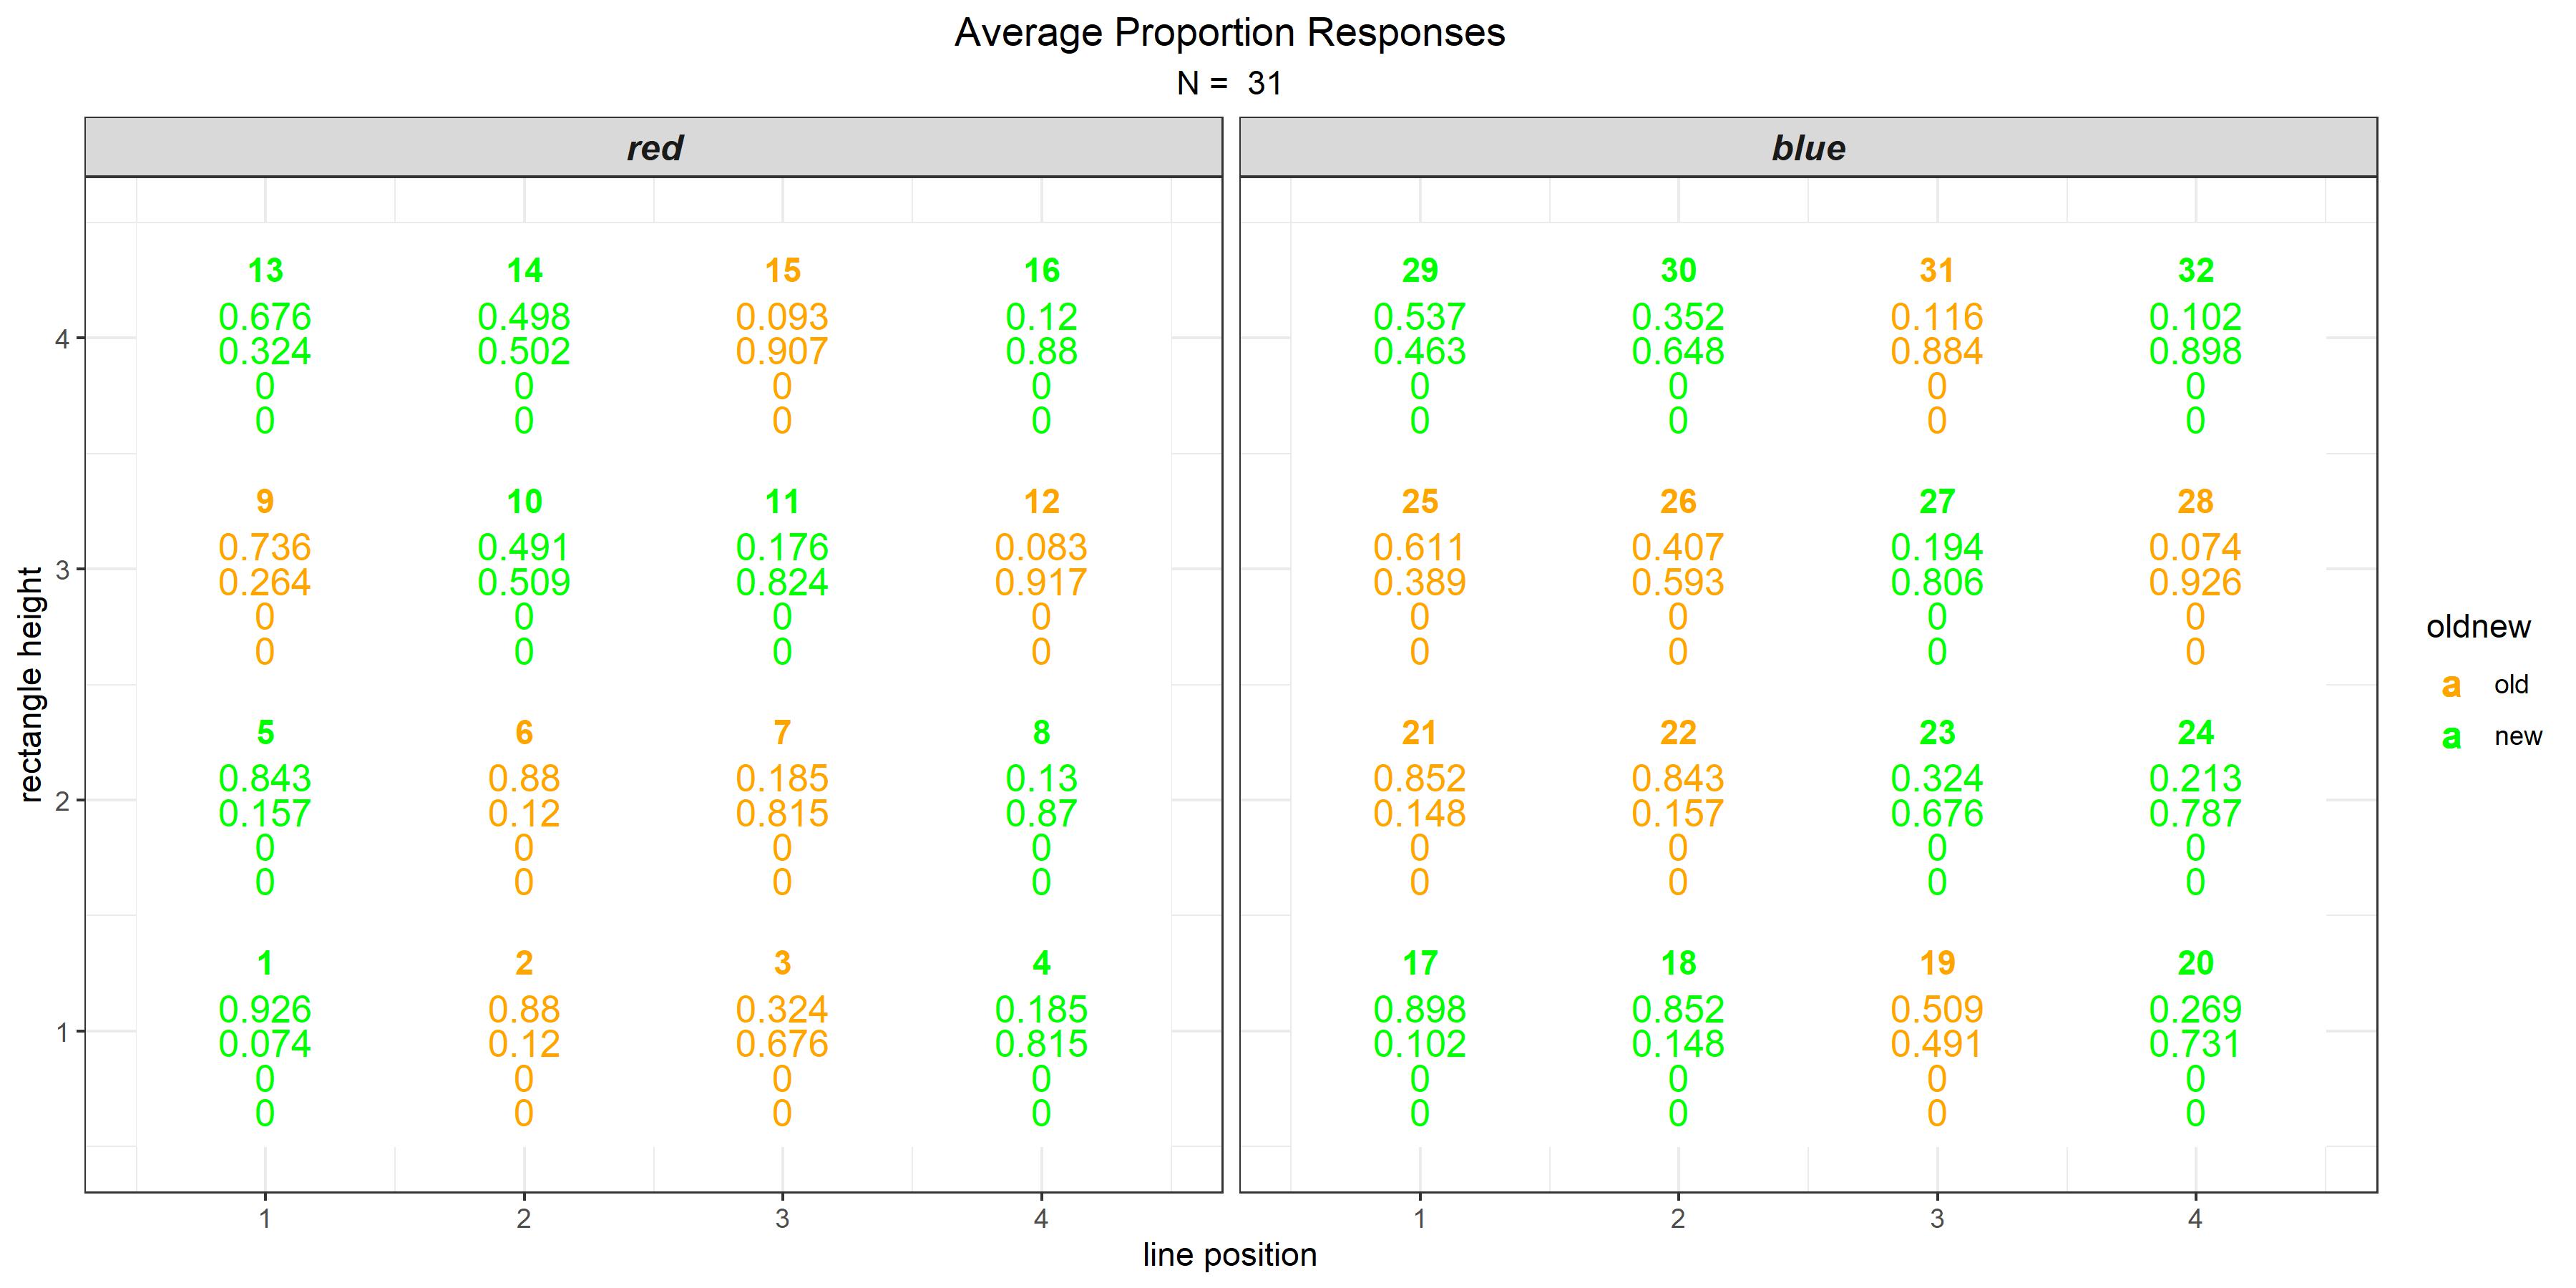 Average Proportion Responses
N = 31
red
blue
13 14 15 16 29 30 31 32
0.676 0.498 0.093 0.12 0.537 0.352 0.116 0.102
4 0.324 0.502 0.907 0.88 0.463 0.648 0.884 0.898
0 0 0 0 0 0 0 0
0 0 0 0 0 0 0 0
9 10 11 12 25 26 27 28
0.736 0.491 0.176 0.083 0.611 0.407 0.194 0.074
3 0.264 0.509 0.824 0.917 0.389 0.593 0.806 0.926
0 0 0 0 0 0 0 0
0 0 0 0 0 0 0 0
5 6 7 8 21 22 23 24
0.843 0.88 0.185 0.13 0.852 0.843 0.324 0.213
2 0.157 0.12 0.815 0.87 0.148 0.157 0.676 0.787
0 0 0 0 0 0 0 0
0 0 0 0 0 0 0 0
1 2 3 4 17 18 19 20
0.926 0.88 0.324 0.185 0.898 0.852 0.509 0.269
1 0.074 0.12 0.676 0.815 0.102 0.148 0.491 0.731
0 0 0 0 0 0 0 0
0 0 0 0 0 0 0 0
1 2 3 4 1 2 3 4
line position
rectangle height
oldnew
a old
a new